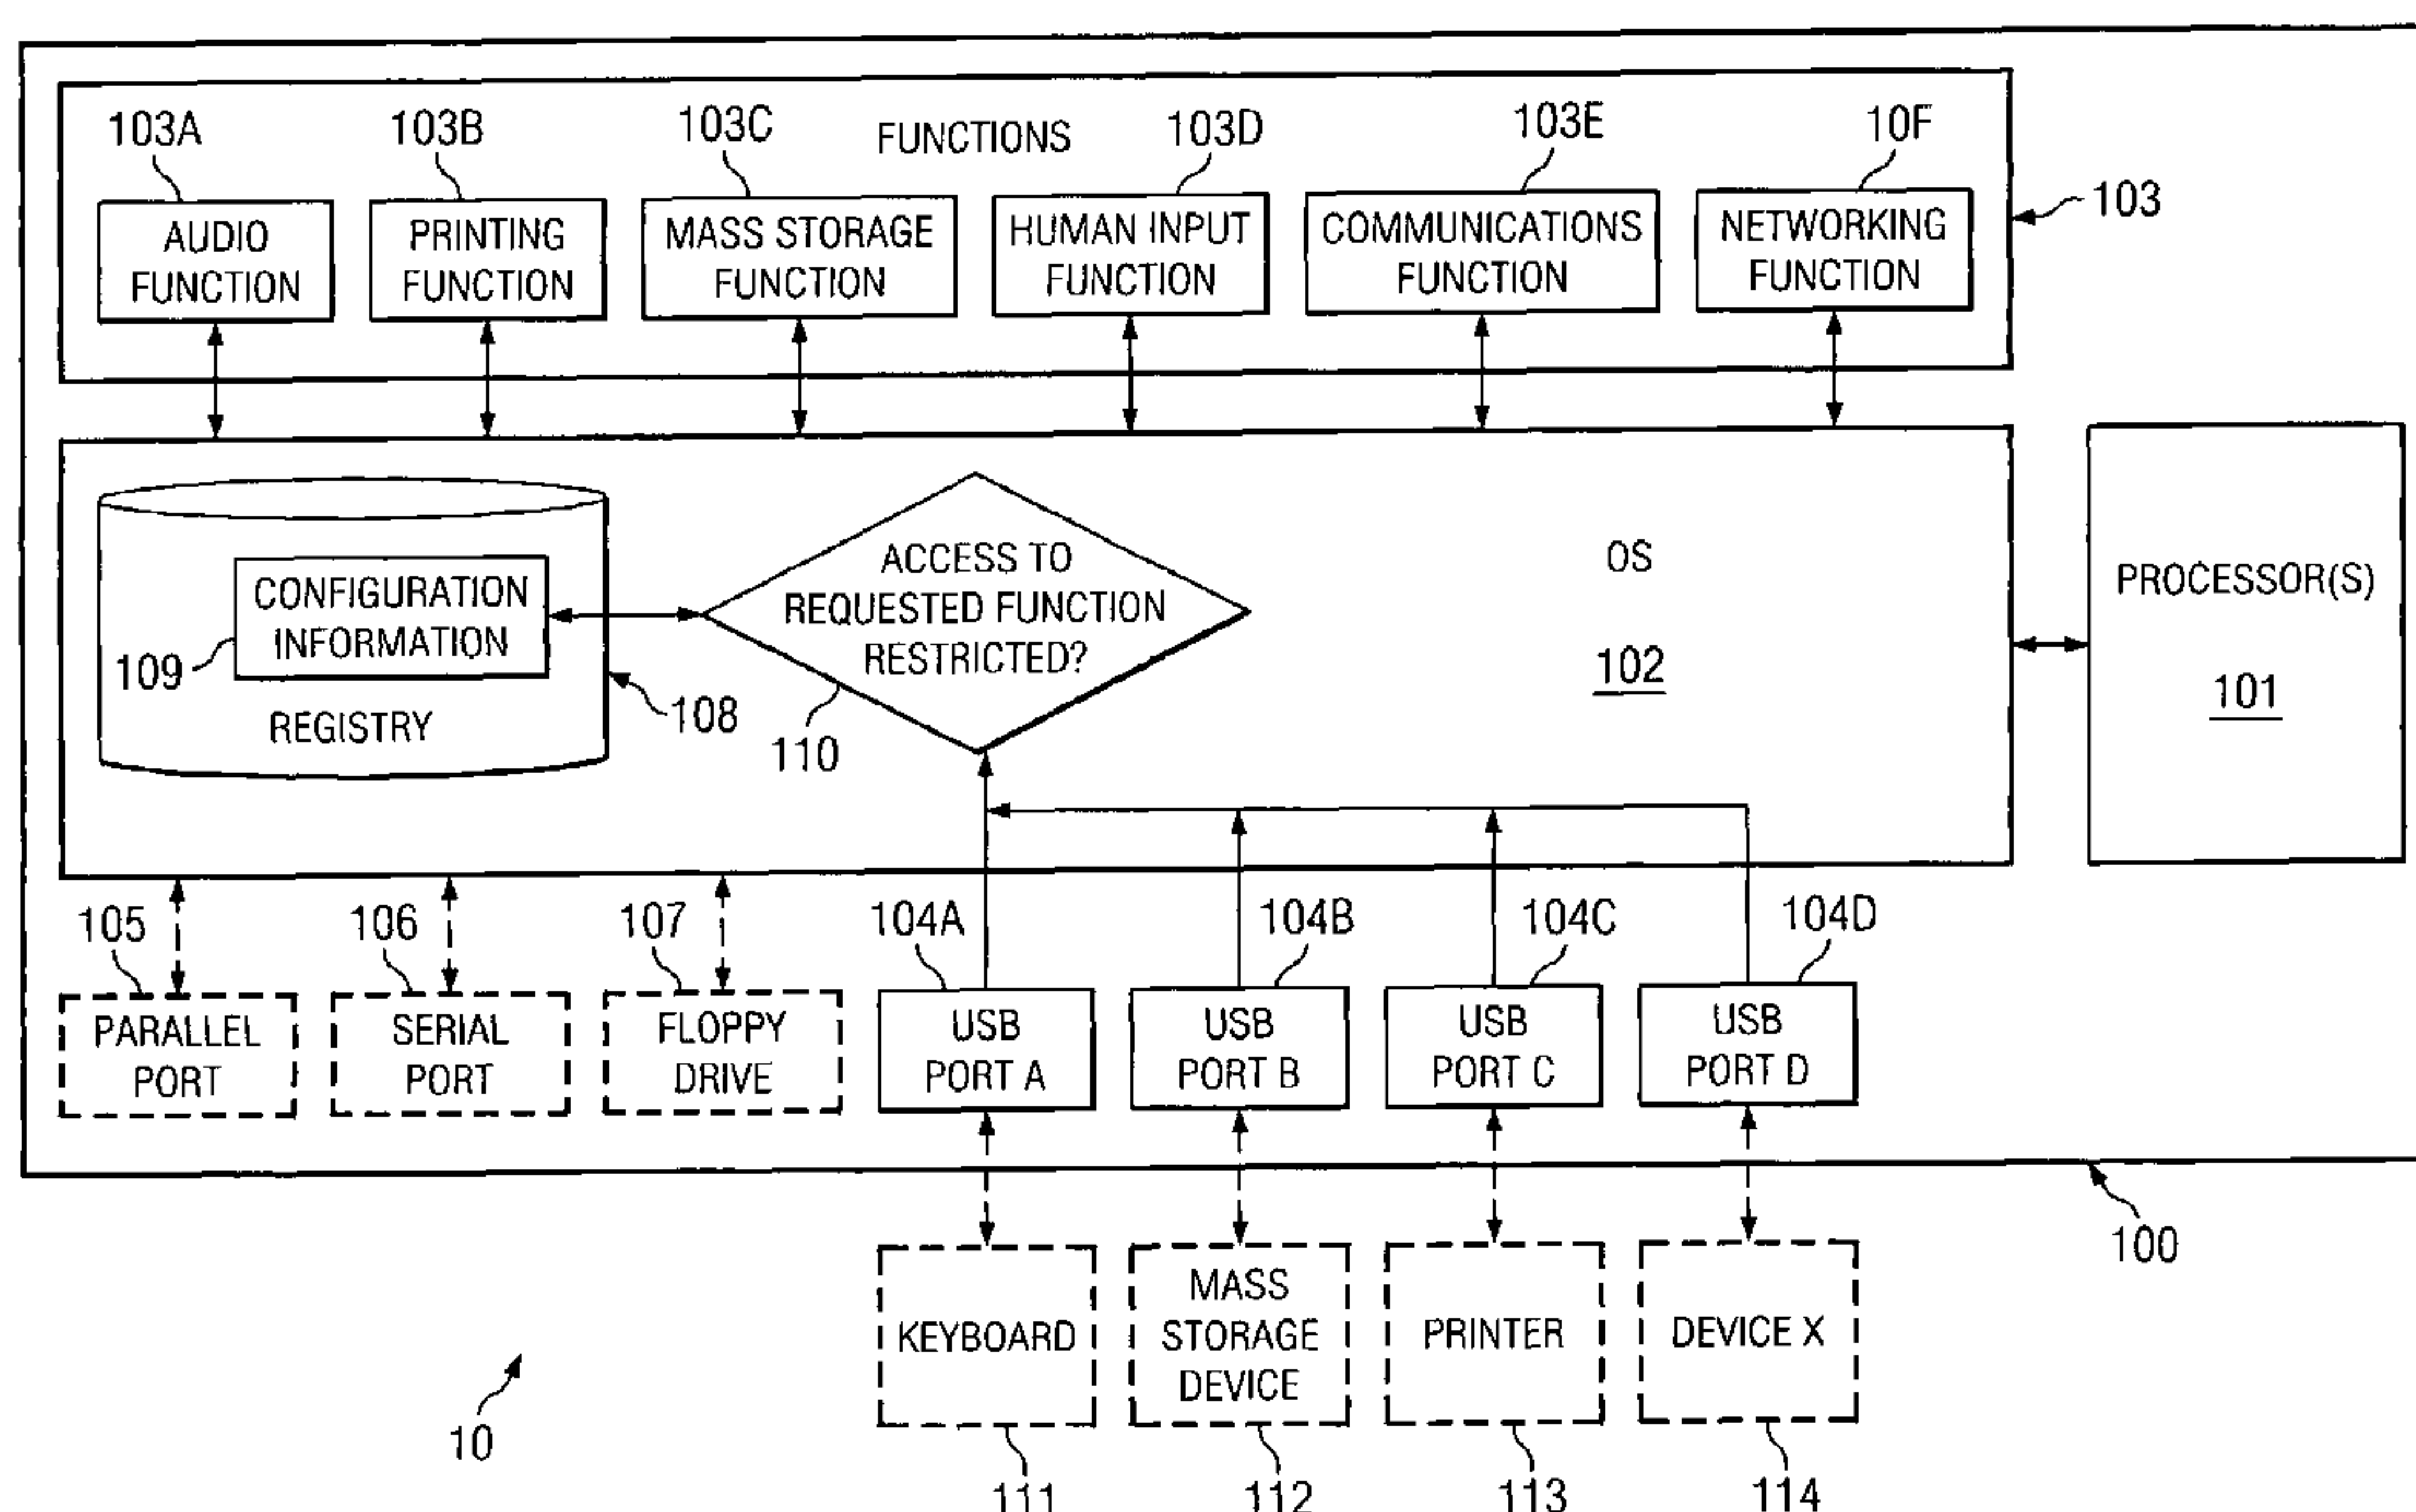 103A
103B
103C
FUNCTIONS
103D
103E
10F
AUDIO
FUNCTION
PRINTING
FUNCTION
MASS STORAGE
FUNCTION
HUMAN INPUT
FUNCTION
COMMUNICATIONS
FUNCTION
NETWORKING
FUNCTION
103
CONFIGURATION
INFORMATION
109
REGISTRY
108
ACCESS TO
REQUESTED FUNCTION
RESTRICTED?
110
OS
102
PROCESSOR(S)
101
105
106
107
104A
104B
104C
104D
PARALLEL
PORT
SERIAL
PORT
FLOPPY
DRIVE
USB
PORT A
USB
PORT B
USB
PORT C
USB
PORT D
100
KEYBOARD
MASS
STORAGE
DEVICE
PRINTER
DEVICE X
10
111
112
113
114